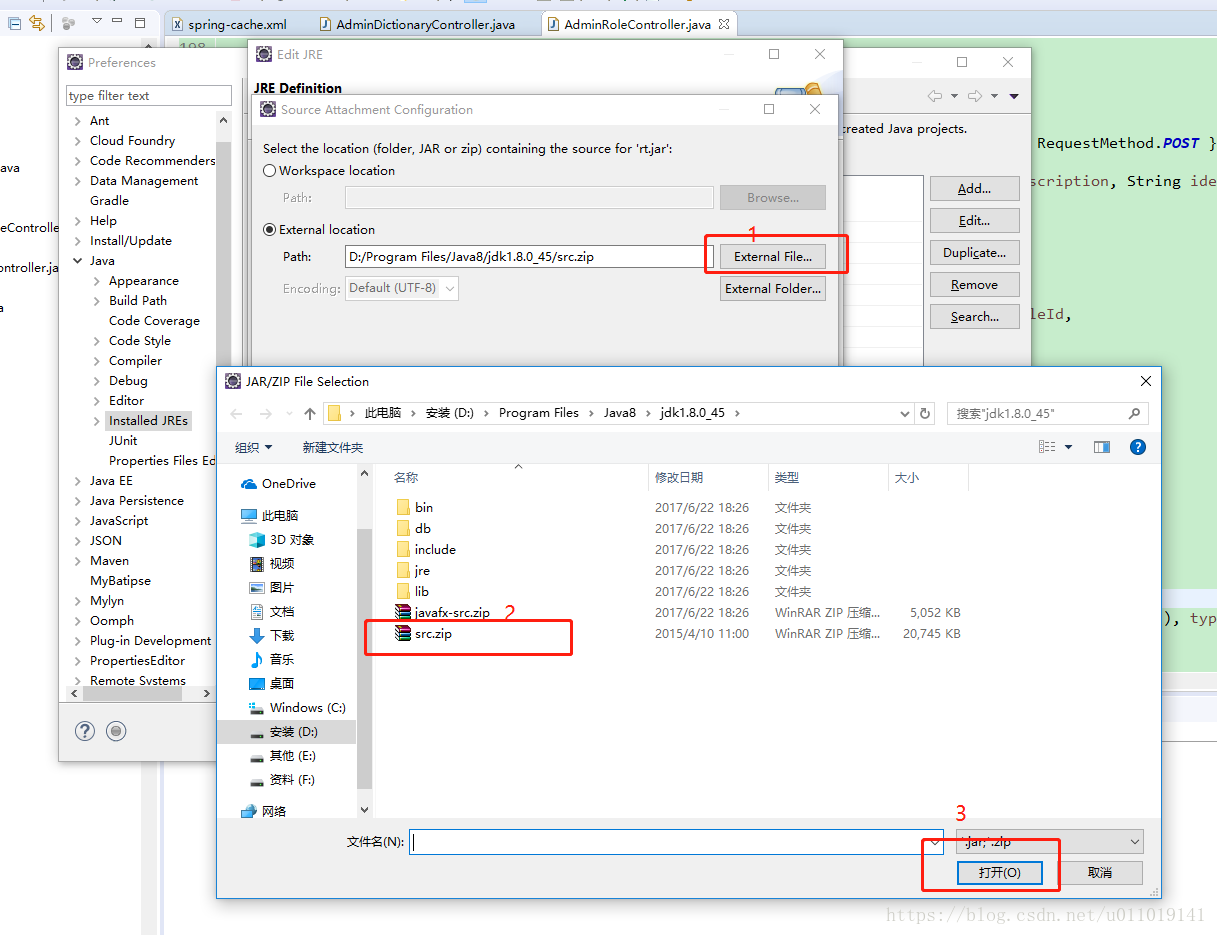 spring-cache.xml
AdminDictionaryController.java
AdminRoleController.java
198
Preferences
type filter text
Ant
Cloud Foundry
Code Recommenders
Data Management
Gradle
Help
Install/Update
Java
Appearance
Build Path
Code Coverage
Code Style
Compiler
Debug
Editor
Installed JREs
JUnit
Properties Files Ed
Java EE
Java Persistence
JavaScript
JSON
Maven
MyBatipse
Mylyn
Oomph
Plug-in Development
PropertiesEditor
Remote Systems
ava
eControlle
ontroller.ja
a
Edit JRE
JRE Definition
Source Attachment Configuration
Select the location (folder, JAR or zip) containing the source for 'rt.jar':
Workspace location
Path:
Browse...
External location
1
Path:
D:/Program Files/Java8/jdk1.8.0_45/src.zip
External File...
Encoding:
Default (UTF-8)
External Folder...
created Java projects.
Add...
Edit...
Duplicate...
Remove
Search...
RequestMethod.POST }
scription, String ide
leId,
), typ
JAR/ZIP File Selection
此电脑
安装 (D:)
Program Files
Java8
jdk1.8.0_45
搜索"jdk1.8.0_45"
组织
新建文件夹
OneDrive
此电脑
3D 对象
视频
图片
文档
下载
音乐
桌面
Windows (C:)
安装 (D:)
其他 (E:)
资料 (F:)
网络
名称 修改日期 类型 大小
bin 2017/6/22 18:26 文件夹
db 2017/6/22 18:26 文件夹
include 2017/6/22 18:26 文件夹
jre 2017/6/22 18:26 文件夹
lib 2017/6/22 18:26 文件夹
javafx-src.zip 2017/6/22 18:26 WinRAR ZIP 压缩... 5,052 KB
2
src.zip 2015/4/10 11:00 WinRAR ZIP 压缩... 20,745 KB
3
文件名(N):
*.jar;*.zip
打开(O)
取消
https://blog.csdn.net/u011019141